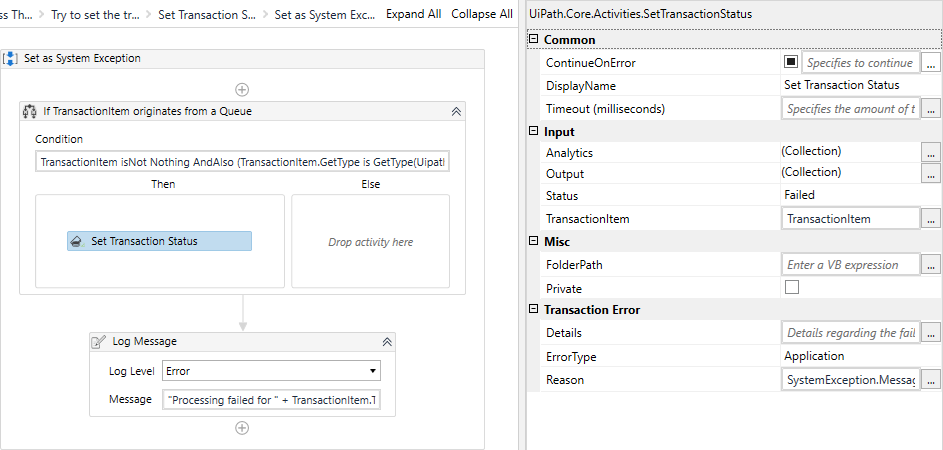 ss Th... > Try to set the tr... > Set Transaction S... > Set as System Exce... Expand All Collapse All
Set as System Exception
If TransactionItem originates from a Queue
Condition
TransactionItem isNot Nothing AndAlso (TransactionItem.GetType is GetType(Uipatl
Then Else
Set Transaction Status
Drop activity here
Log Message
Log Level Error
Message "Processing failed for " + TransactionItem.T
UiPath.Core.Activities.SetTransactionStatus
Common
ContinueOnError Specifies to continue ...
DisplayName Set Transaction Status
Timeout (milliseconds) Specifies the amount of t ...
Input
Analytics (Collection) ...
Output (Collection) ...
Status Failed
TransactionItem TransactionItem ...
Misc
FolderPath Enter a VB expression ...
Private
Transaction Error
Details Details regarding the fail ...
ErrorType Application
Reason SystemException.Messag ...